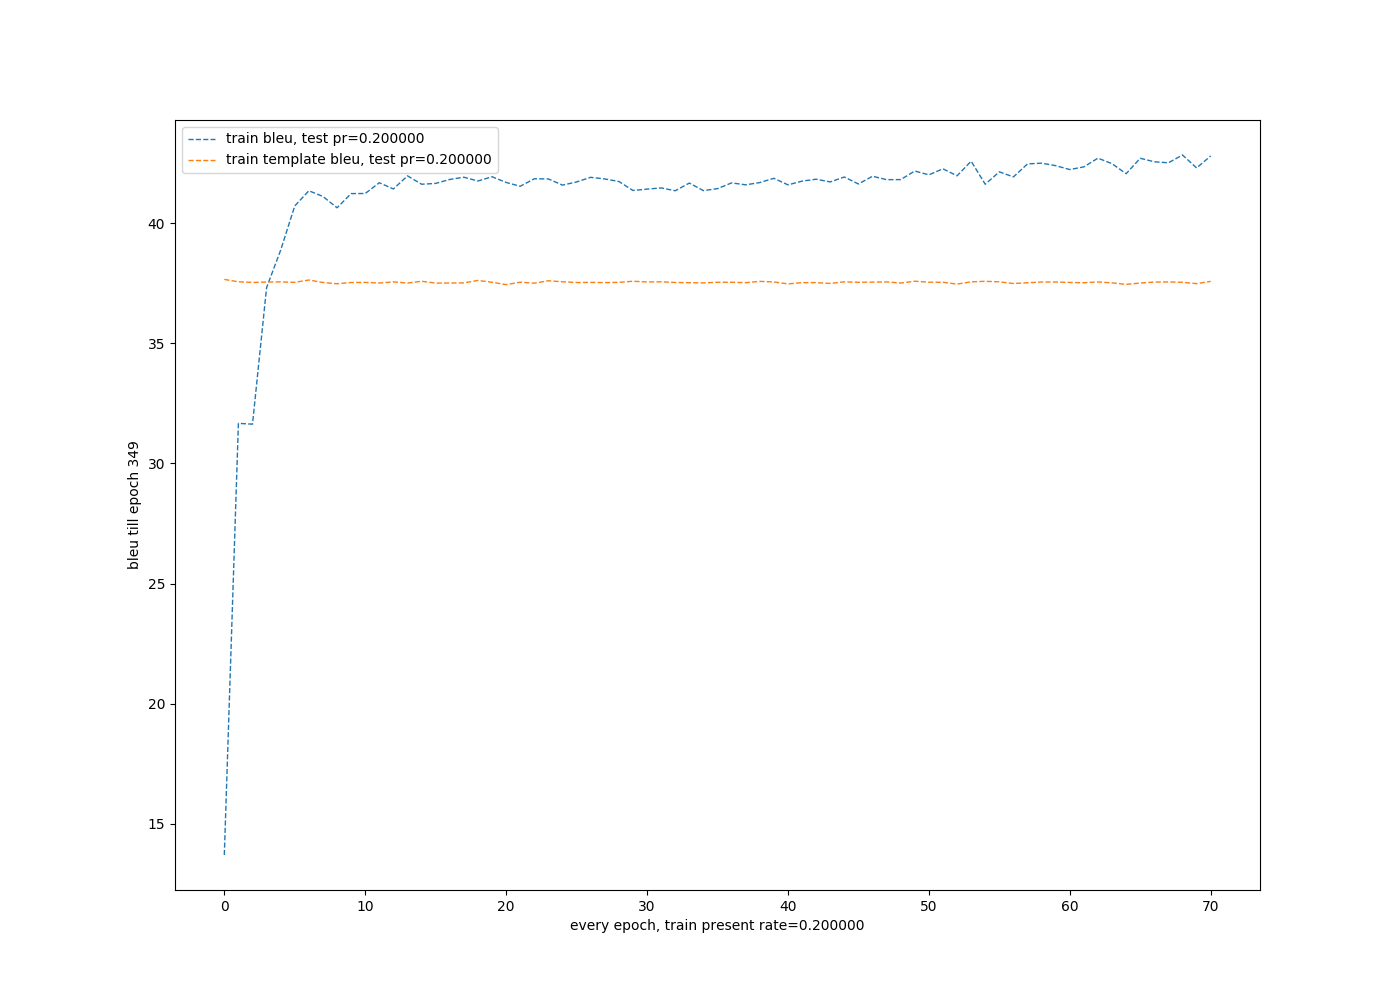 train bleu, test pr=0.200000
train template bleu, test pr=0.200000
40
35
30
25
20
15
bleu till epoch 349
0 10 20 30 40 50 60 70
every epoch, train present rate=0.200000